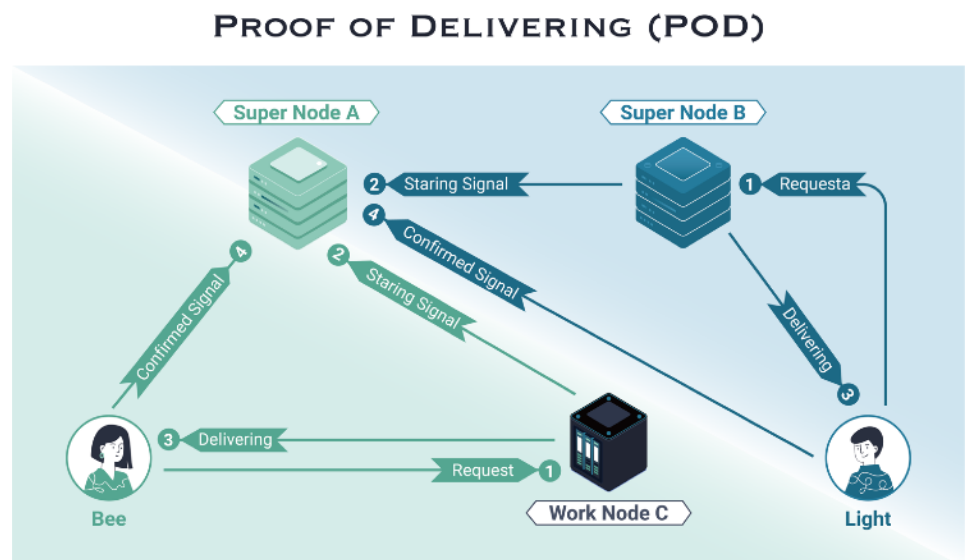 PROOF OF DELIVERING (POD)
Super Node A
Super Node B
2 Staring Signal
1 Requesta
4 Confirmed Signal
2 Staring Signal
4 Confirmed Signal
Delivering 3
3 Delivering
Request 1
Bee
Work Node C
Light